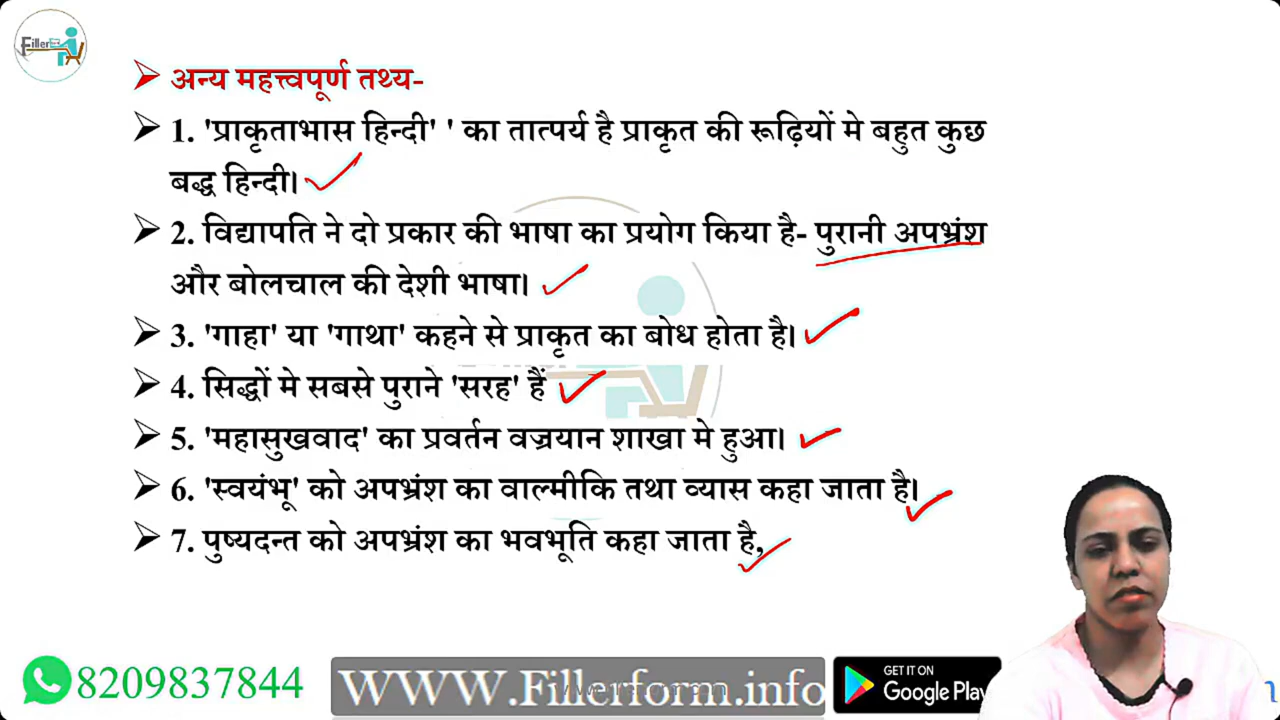 Fillerform
➢ अन्य महत्त्वपूर्ण तथ्य-
➢ 1. 'प्राकृताभास हिन्दी' ' का तात्पर्य है प्राकृत की रूढ़ियों मे बहुत कुछ
बद्ध हिन्दी।
➢ 2. विद्यापति ने दो प्रकार की भाषा का प्रयोग किया है- पुरानी अपभ्रंश
और बोलचाल की देशी भाषा।
➢ 3. 'गाहा' या 'गाथा' कहने से प्राकृत का बोध होता है।
➢ 4. सिद्धों मे सबसे पुराने 'सरह' हैं
➢ 5. 'महासुखवाद' का प्रवर्तन वज्रयान शाखा मे हुआ।
➢ 6. 'स्वयंभू' को अपभ्रंश का वाल्मीकि तथा व्यास कहा जाता है।
➢ 7. पुष्यदन्त को अपभ्रंश का भवभूति कहा जाता है,
8209837844
WWW.Fillerform.info
GET IT ON
Google Play